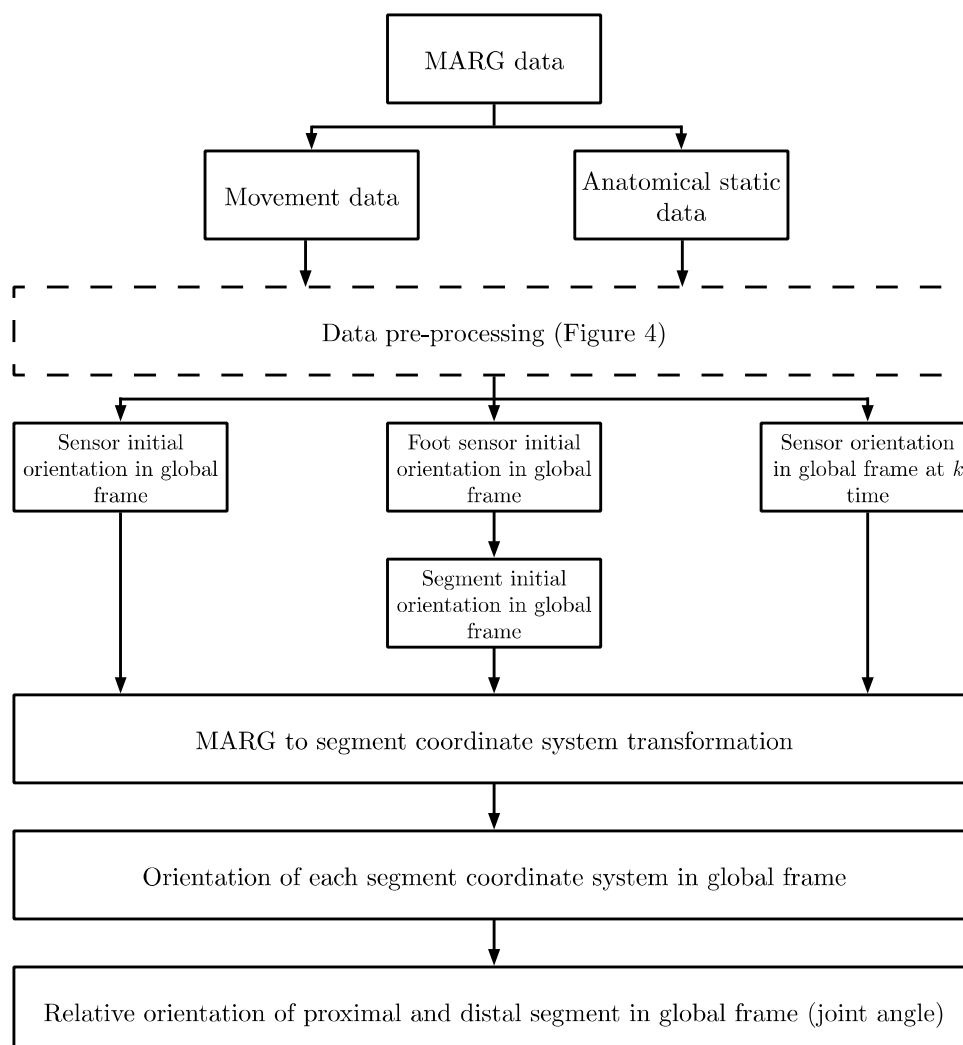 MARG data
Movement data
Anatomical static
data
Data pre-processing (Figure 4)
Sensor initial
orientation in global
frame
Foot sensor initial
orientation in global
frame
Sensor orientation
in global frame at k
time
Segment initial
orientation in global
frame
MARG to segment coordinate system transformation
Orientation of each segment coordinate system in global frame
Relative orientation of proximal and distal segment in global frame (joint angle)